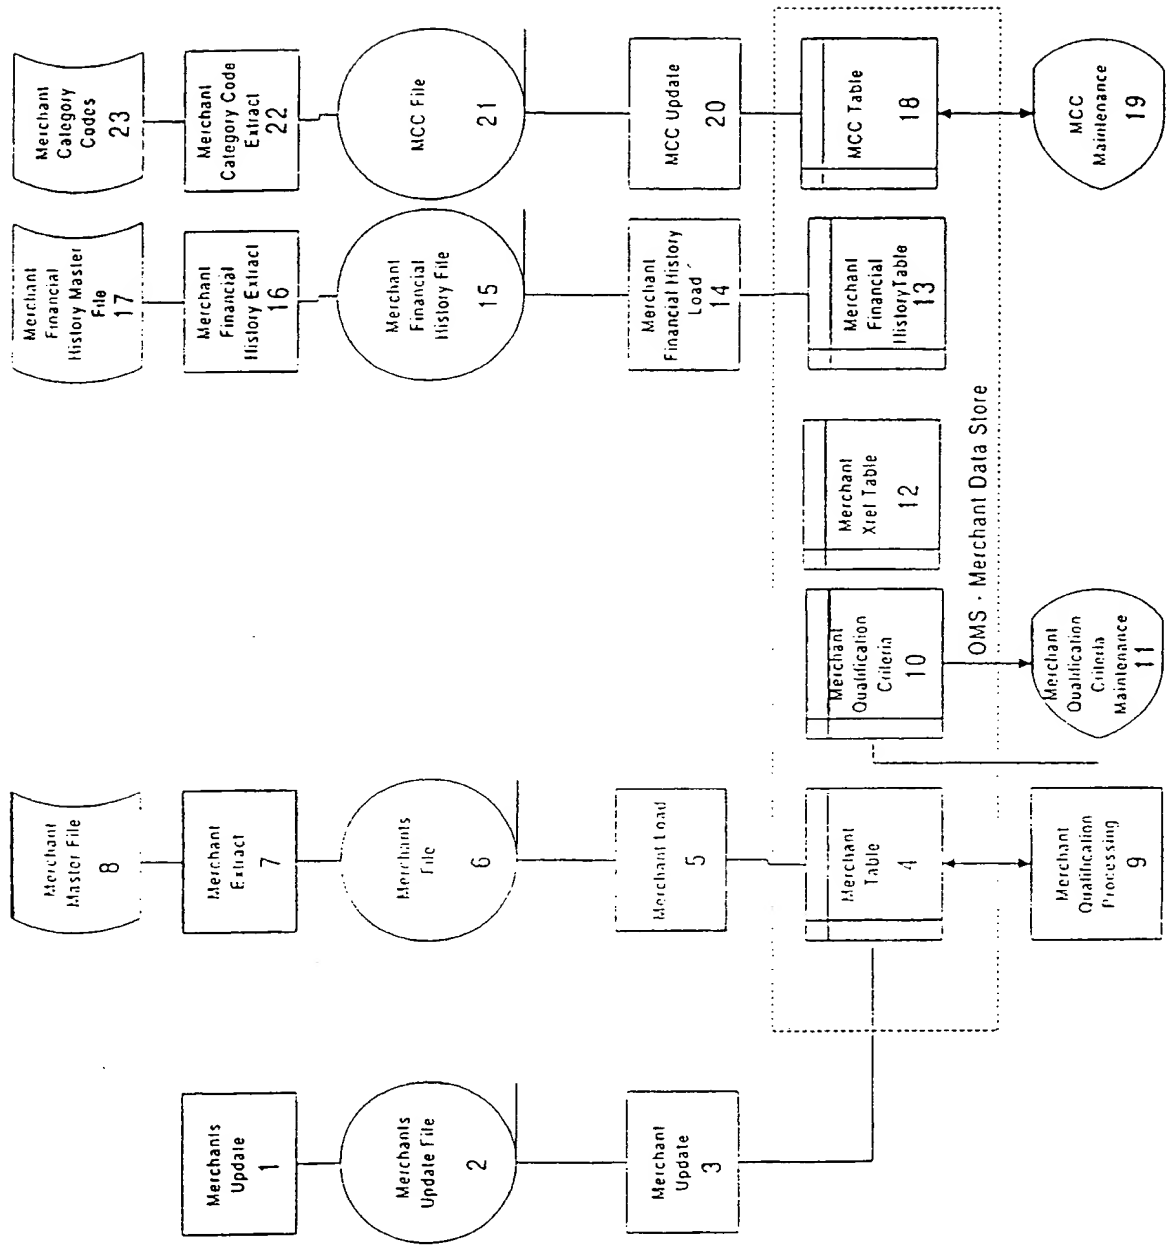 Merchants
Update
1
Merchants
Update File
2
Merchant
Update
3
Merchant
Master File
8
Merchant
Extract
7
Merchants
File
6
Merchant Load
5
Merchant
Table
4
Merchant
Qualification
Processing
9
Merchant
Qualification
Criteria
10
Merchant
Qualification
Criteria
Maintenance
11
Merchant
Xref Table
12
OMS - Merchant Data Store
Merchant
Financial
History Master
File
17
Merchant
Financial
History Extract
16
Merchant
Financial
History File
15
Merchant
Financial History
Load
14
Merchant
Financial
HistoryTable
13
Merchant
Category
Codes
23
Merchant
Category Code
Extract
22
MCC File
21
MCC Update
20
MCC Table
18
MCC
Maintenance
19